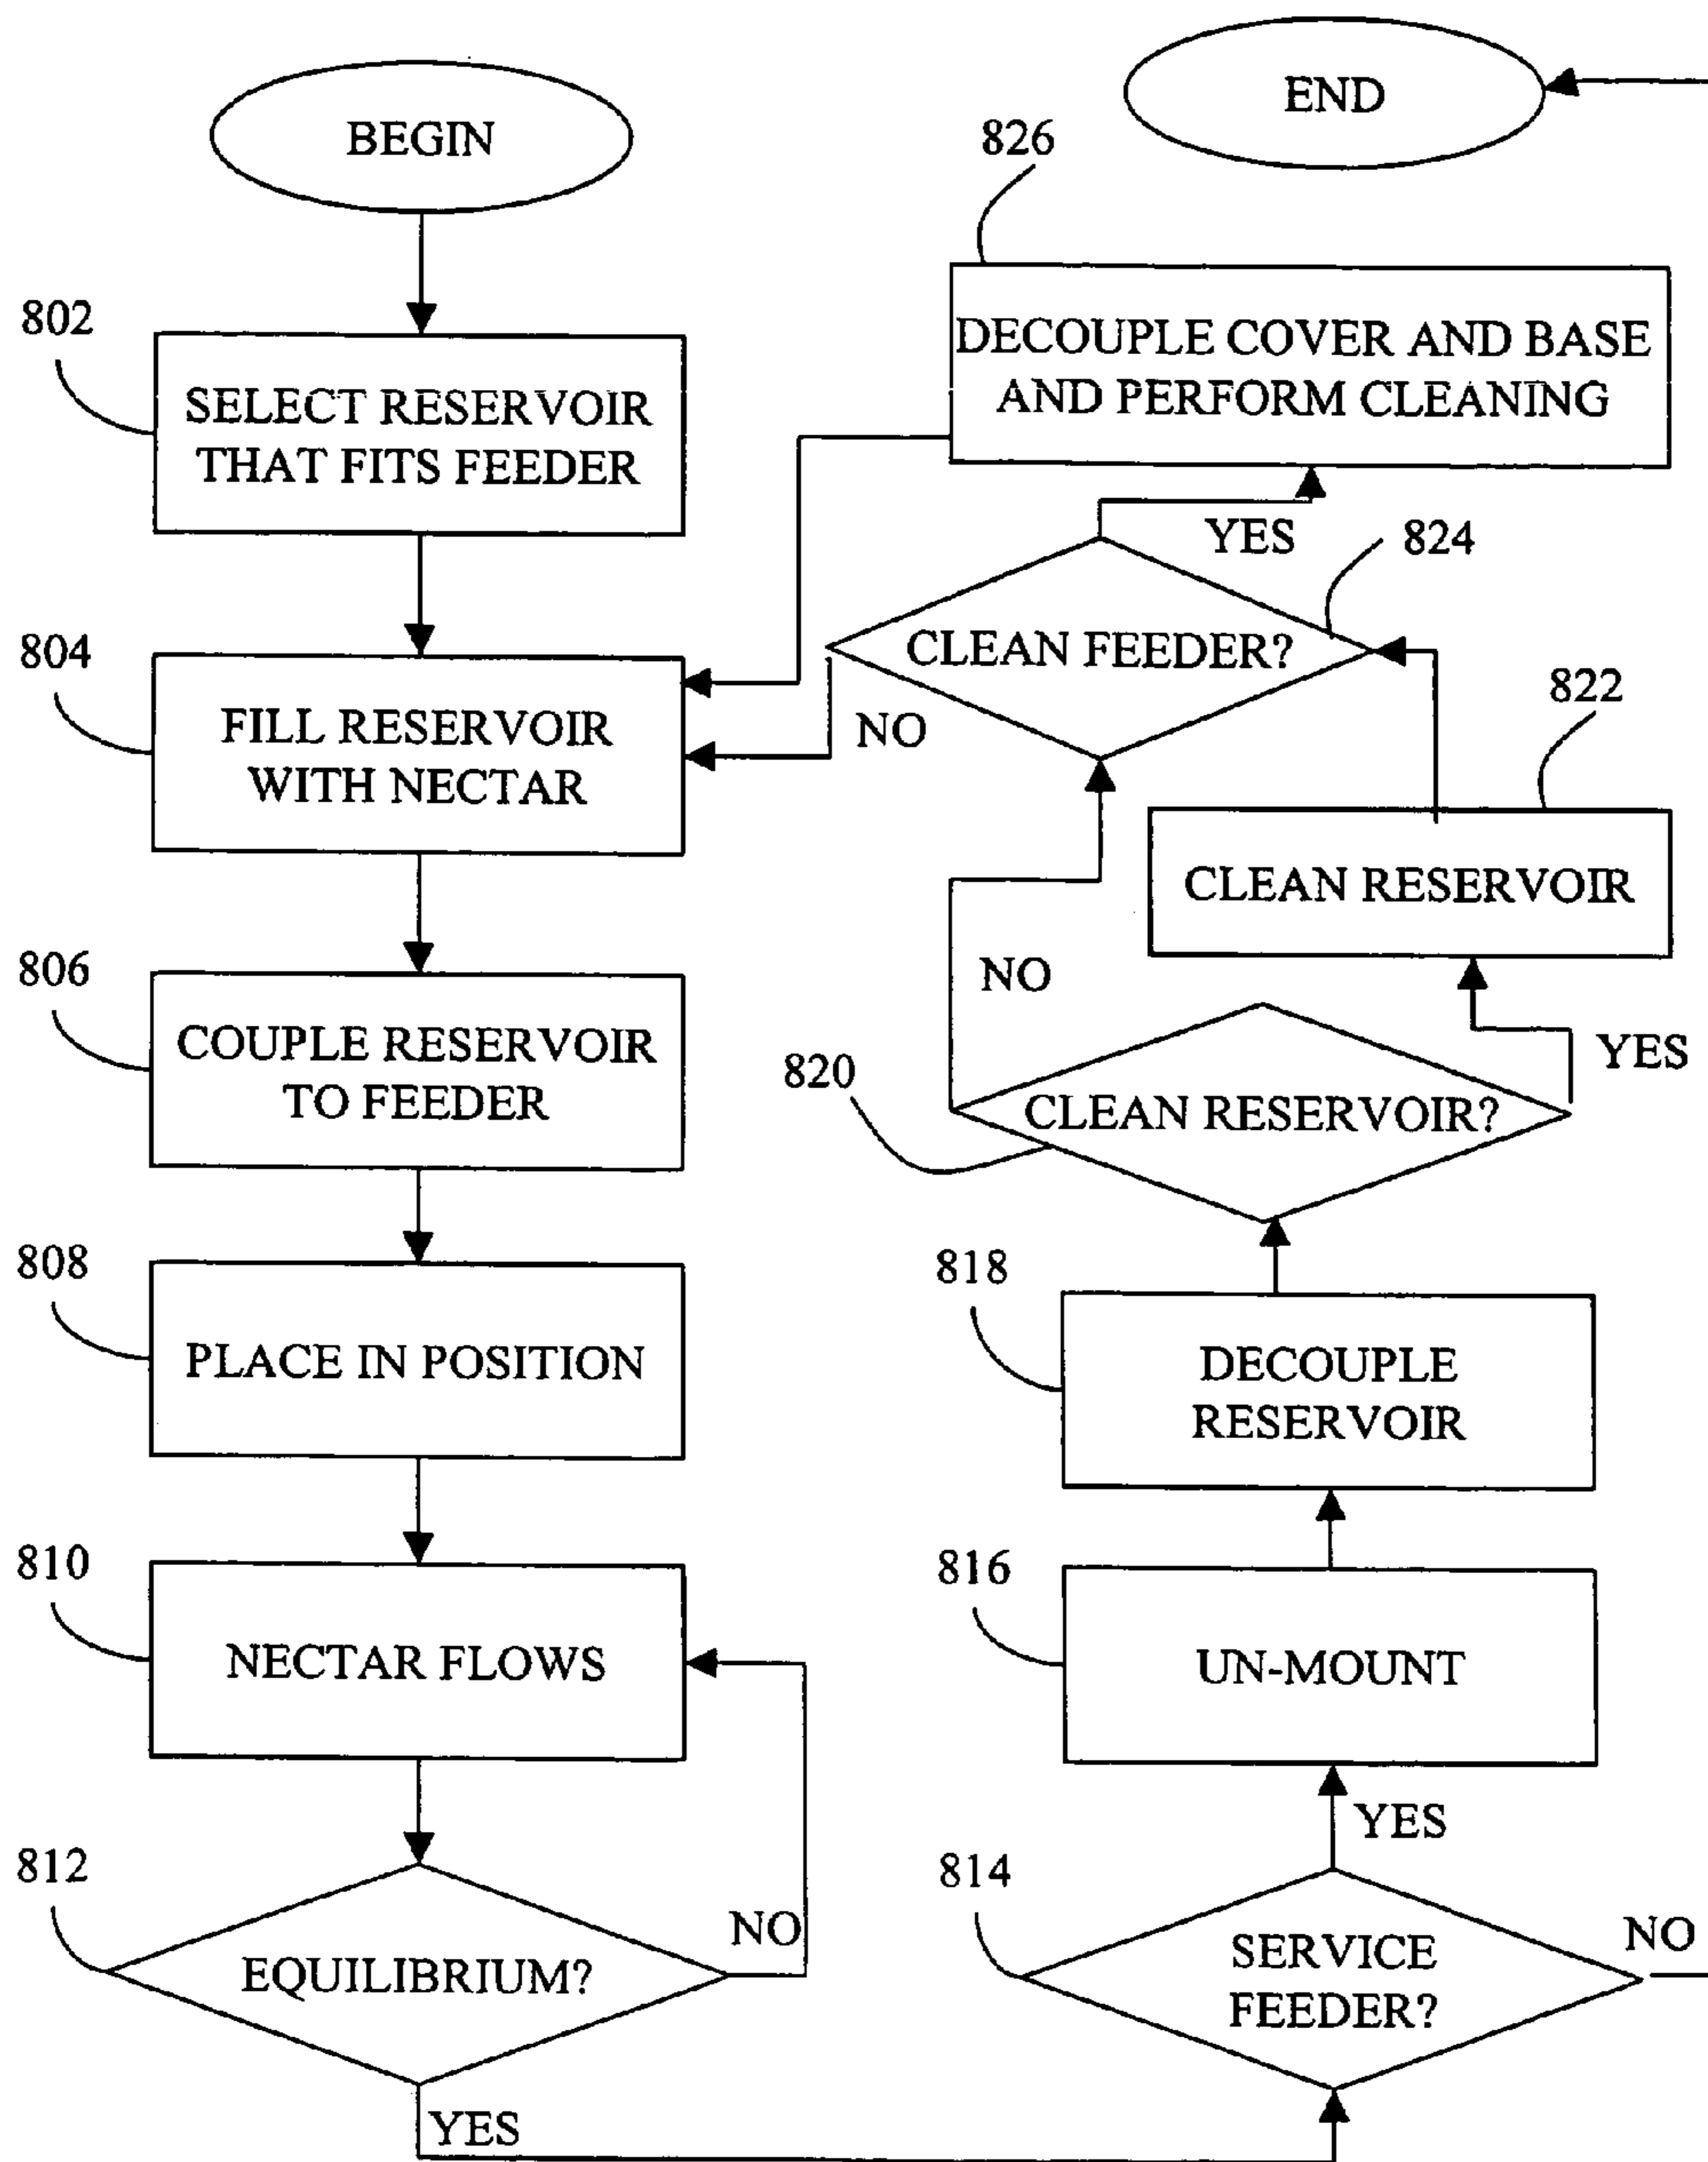 BEGIN
802
SELECT RESERVOIR
THAT FITS FEEDER
804
FILL RESERVOIR
WITH NECTAR
806
COUPLE RESERVOIR
TO FEEDER
808
PLACE IN POSITION
810
NECTAR FLOWS
812
EQUILIBRIUM?
NO
YES
814
SERVICE
FEEDER?
NO
YES
816
UN-MOUNT
818
DECOUPLE
RESERVOIR
820
CLEAN RESERVOIR?
NO
YES
822
CLEAN RESERVOIR
824
CLEAN FEEDER?
NO
YES
826
DECOUPLE COVER AND BASE
AND PERFORM CLEANING
END